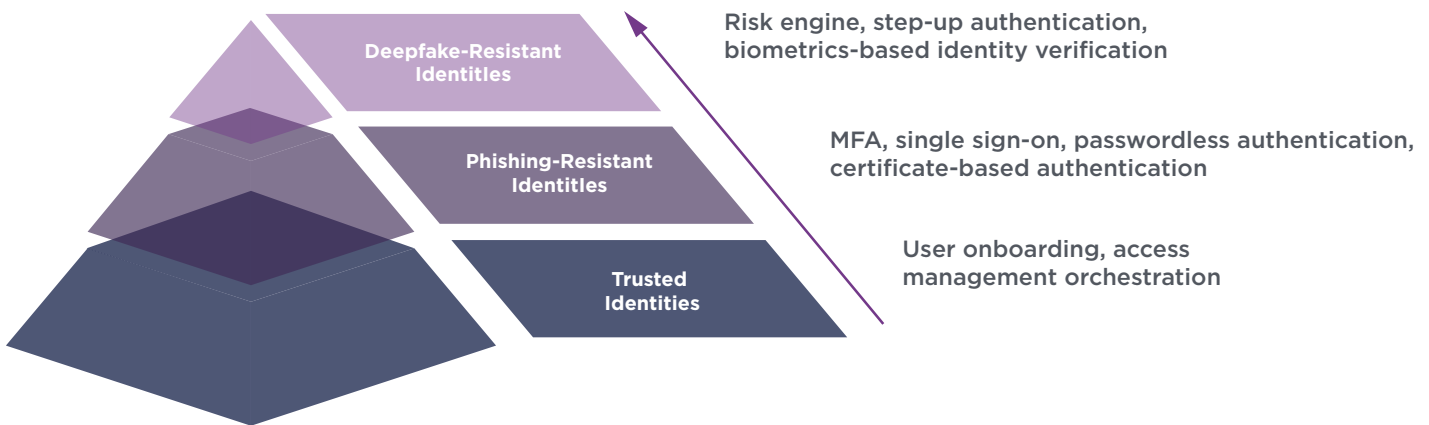 Deepfake-Resistant
Identities
Risk engine, step-up authentication,
biometrics-based identity verification
Phishing-Resistant
Identities
MFA, single sign-on, passwordless authentication,
certificate-based authentication
Trusted
Identities
User onboarding, access
management orchestration